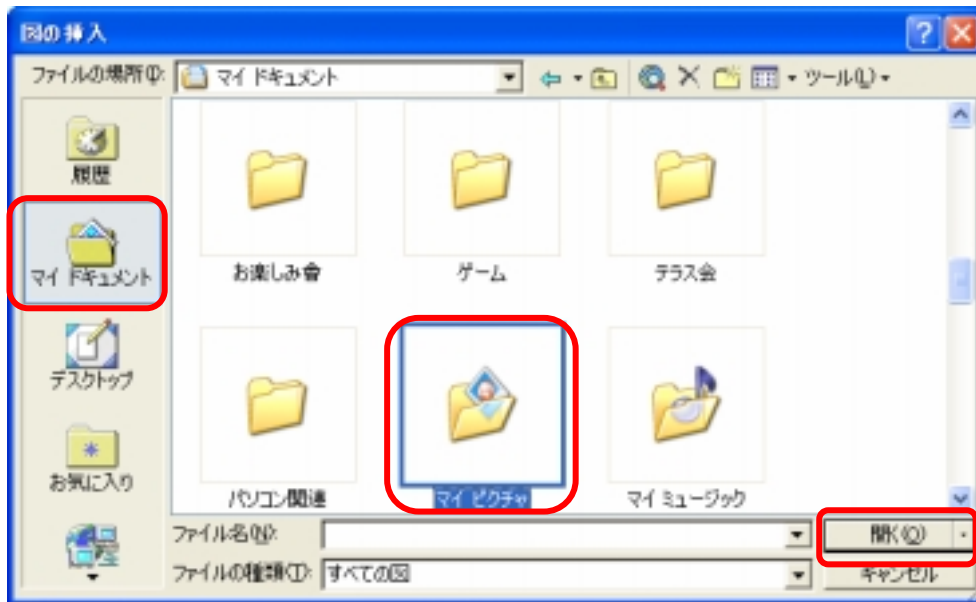 図の挿入
ファイルの場所(I):
マイ ドキュメント
ツール(L)
履歴
マイ ドキュメント
デスクトップ
お気に入り
お楽しみ會
ゲーム
テラス会
パソコン関連
マイ ピクチャ
マイ ミュージック
ファイル名(N):
開く(O)
ファイルの種類(T):
すべての図
キャンセル